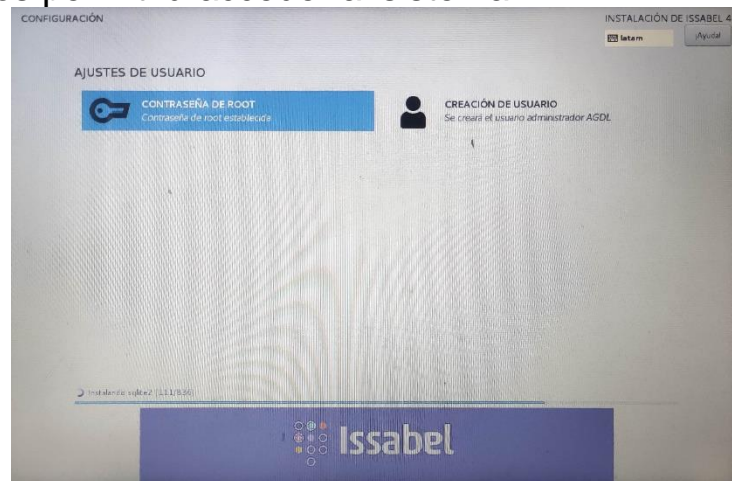 CONFIGURACIÓN
INSTALACIÓN DE ISSABEL 4
latam
¡Ayuda!
AJUSTES DE USUARIO
CONTRASEÑA DE ROOT
Contraseña de root establecida
CREACIÓN DE USUARIO
Se creará el usuario administrador AGDL
Instalando
Issabel